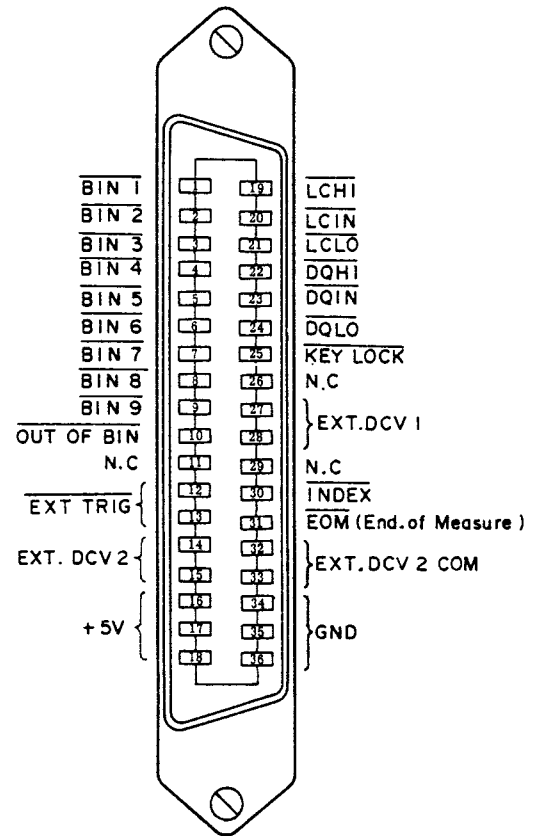 BIN 1 1 19 LCHI
BIN 2 2 20 LCIN
BIN 3 3 21 LCLO
BIN 4 4 22 DQHI
BIN 5 5 23 DQIN
BIN 6 6 24 DQLO
BIN 7 7 25 KEY LOCK
BIN 8 8 26 N.C
BIN 9 9 27
EXT.DCV 1
OUT OF BIN 10 28
N.C 11 29 N.C
12 30 INDEX
EXT TRIG
13 31 EOM (End.of Measure)
14 32
EXT. DCV 2 EXT.DCV 2 COM
15 33
16 34
+5V 17 35 GND
18 36